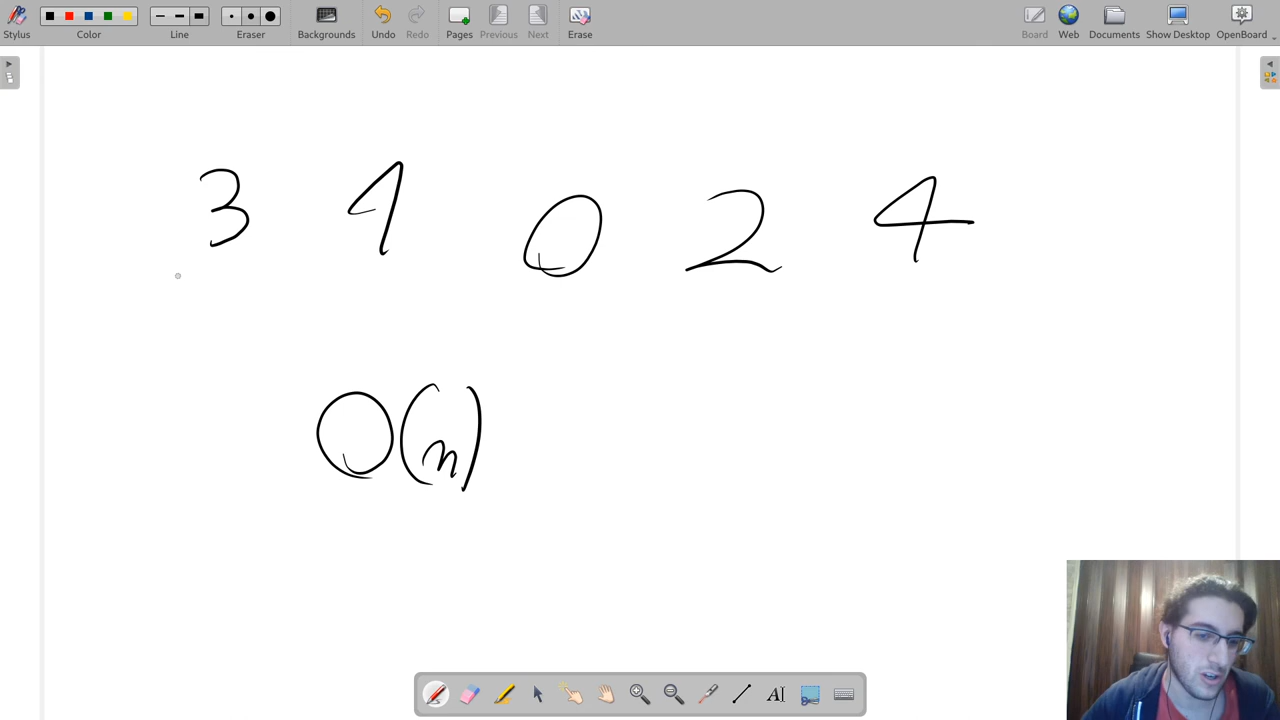 Stylus Color Line Eraser Backgrounds Undo Redo Pages Previous Next Erase Board Web Documents Show Desktop OpenBoard
3 4 0 2 4
O(n)